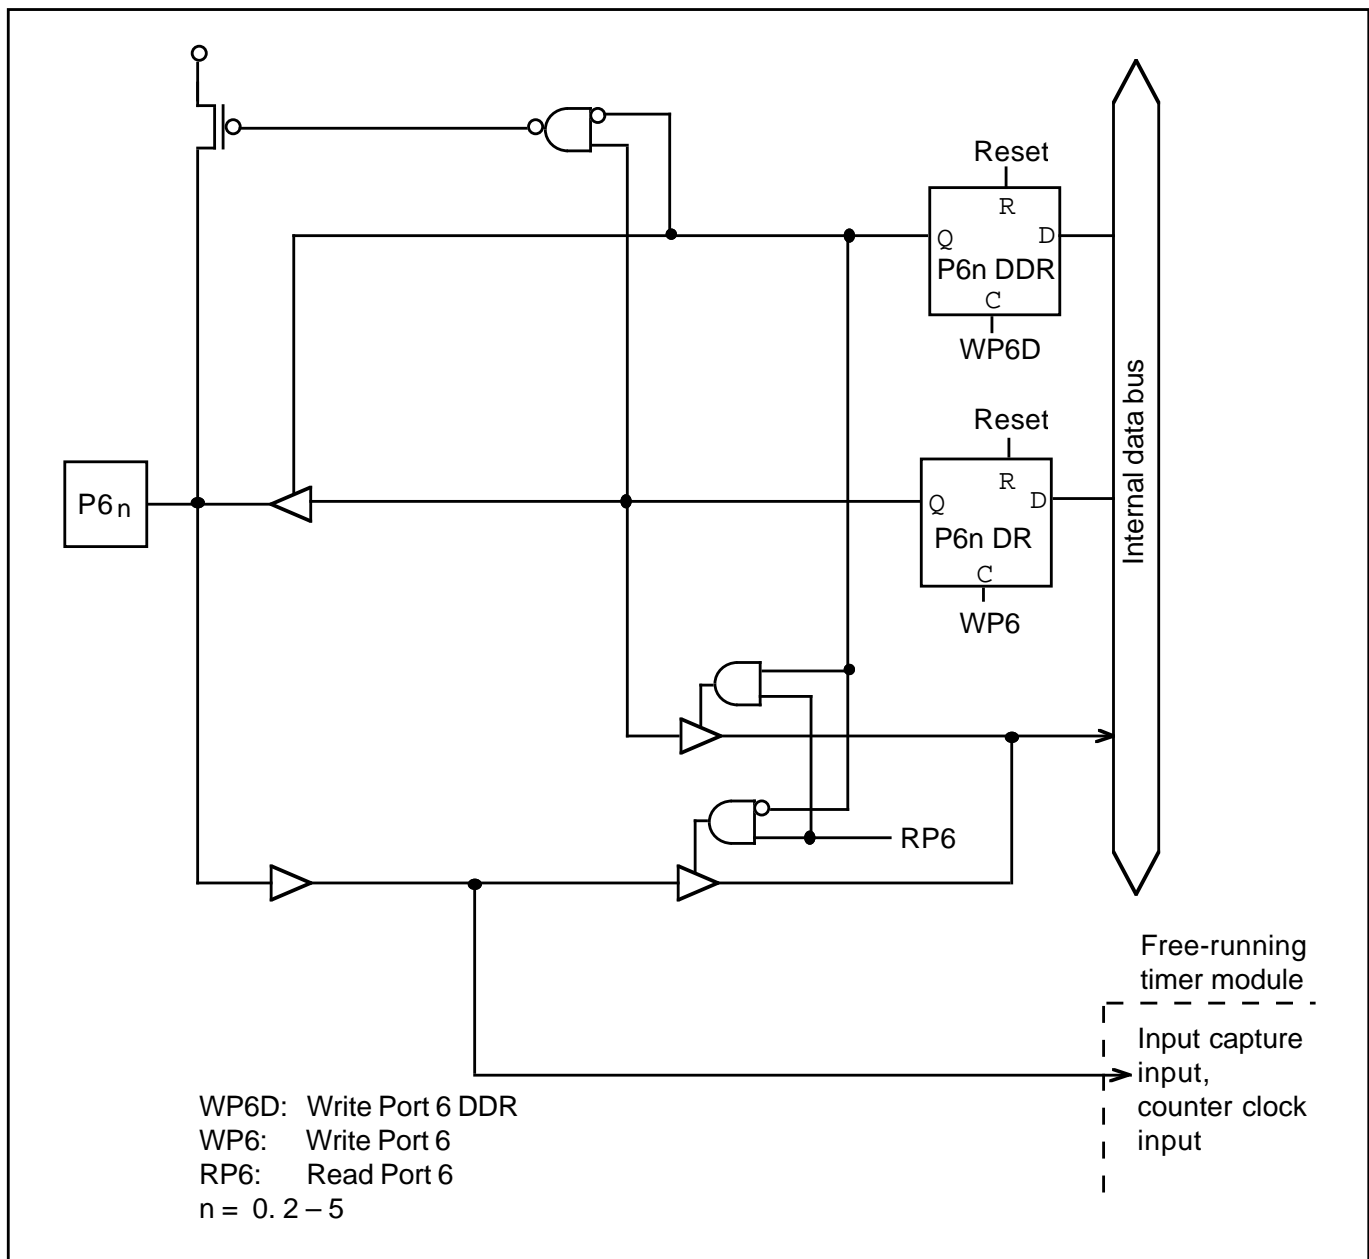 Reset
R
Q D
P6n DDR
C
WP6D
Reset
R
Q D
P6n DR
C
WP6
Internal data bus
P6n
RP6
Free-running
timer module
Input capture
input,
counter clock
input
WP6D: Write Port 6 DDR
WP6: Write Port 6
RP6: Read Port 6
n = 0. 2 – 5